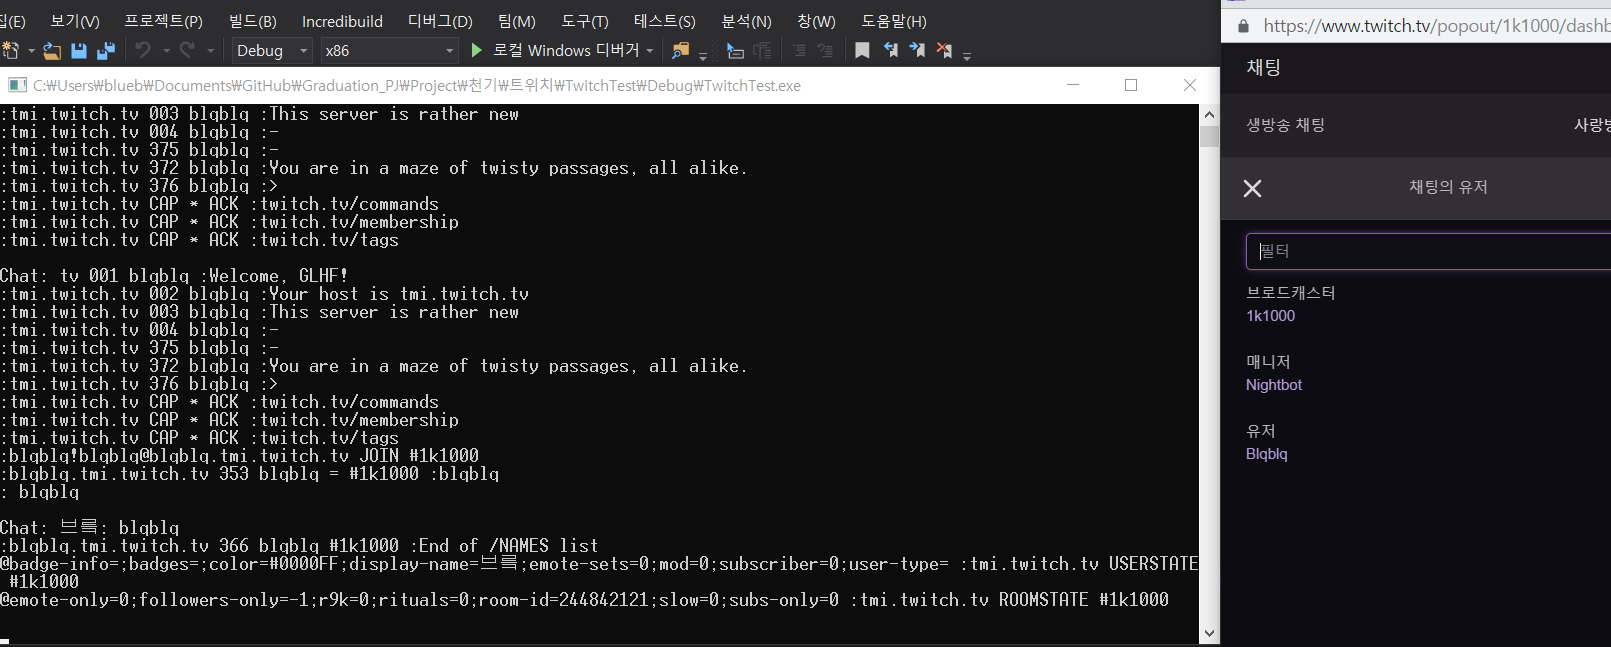 집(E) 보기(V) 프로젝트(P) 빌드(B) Incredibuild 디버그(D) 팀(M) 도구(T) 테스트(S) 분석(N) 창(W) 도움말(H)
Debug x86 로컬 Windows 디버거
C:₩Users₩blueb₩Documents₩GitHub₩Graduation_PJ₩Project₩천기₩트위치₩TwitchTest₩Debug₩TwitchTest.exe
:tmi.twitch.tv 003 blqblq :This server is rather new
:tmi.twitch.tv 004 blqblq :-
:tmi.twitch.tv 375 blqblq :-
:tmi.twitch.tv 372 blqblq :You are in a maze of twisty passages, all alike.
:tmi.twitch.tv 376 blqblq :>
:tmi.twitch.tv CAP * ACK :twitch.tv/commands
:tmi.twitch.tv CAP * ACK :twitch.tv/membership
:tmi.twitch.tv CAP * ACK :twitch.tv/tags
Chat: tv 001 blqblq :Welcome, GLHF!
:tmi.twitch.tv 002 blqblq :Your host is tmi.twitch.tv
:tmi.twitch.tv 003 blqblq :This server is rather new
:tmi.twitch.tv 004 blqblq :-
:tmi.twitch.tv 375 blqblq :-
:tmi.twitch.tv 372 blqblq :You are in a maze of twisty passages, all alike.
:tmi.twitch.tv 376 blqblq :>
:tmi.twitch.tv CAP * ACK :twitch.tv/commands
:tmi.twitch.tv CAP * ACK :twitch.tv/membership
:tmi.twitch.tv CAP * ACK :twitch.tv/tags
:blqblq!blqblq@blqblq.tmi.twitch.tv JOIN #1k1000
:blqblq.tmi.twitch.tv 353 blqblq = #1k1000 :blqblq
: blqblq
Chat: 브륵: blqblq
:blqblq.tmi.twitch.tv 366 blqblq #1k1000 :End of /NAMES list
@badge-info=;badges=;color=#0000FF;display-name=브륵;emote-sets=0;mod=0;subscriber=0;user-type= :tmi.twitch.tv USERSTATE
#1k1000
@emote-only=0;followers-only=-1;r9k=0;rituals=0;room-id=244842121;slow=0;subs-only=0 :tmi.twitch.tv ROOMSTATE #1k1000
https://www.twitch.tv/popout/1k1000/dashb
채팅
생방송 채팅 사랑방
채팅의 유저
필터
브로드캐스터
1k1000
매니저
Nightbot
유저
Blqblq